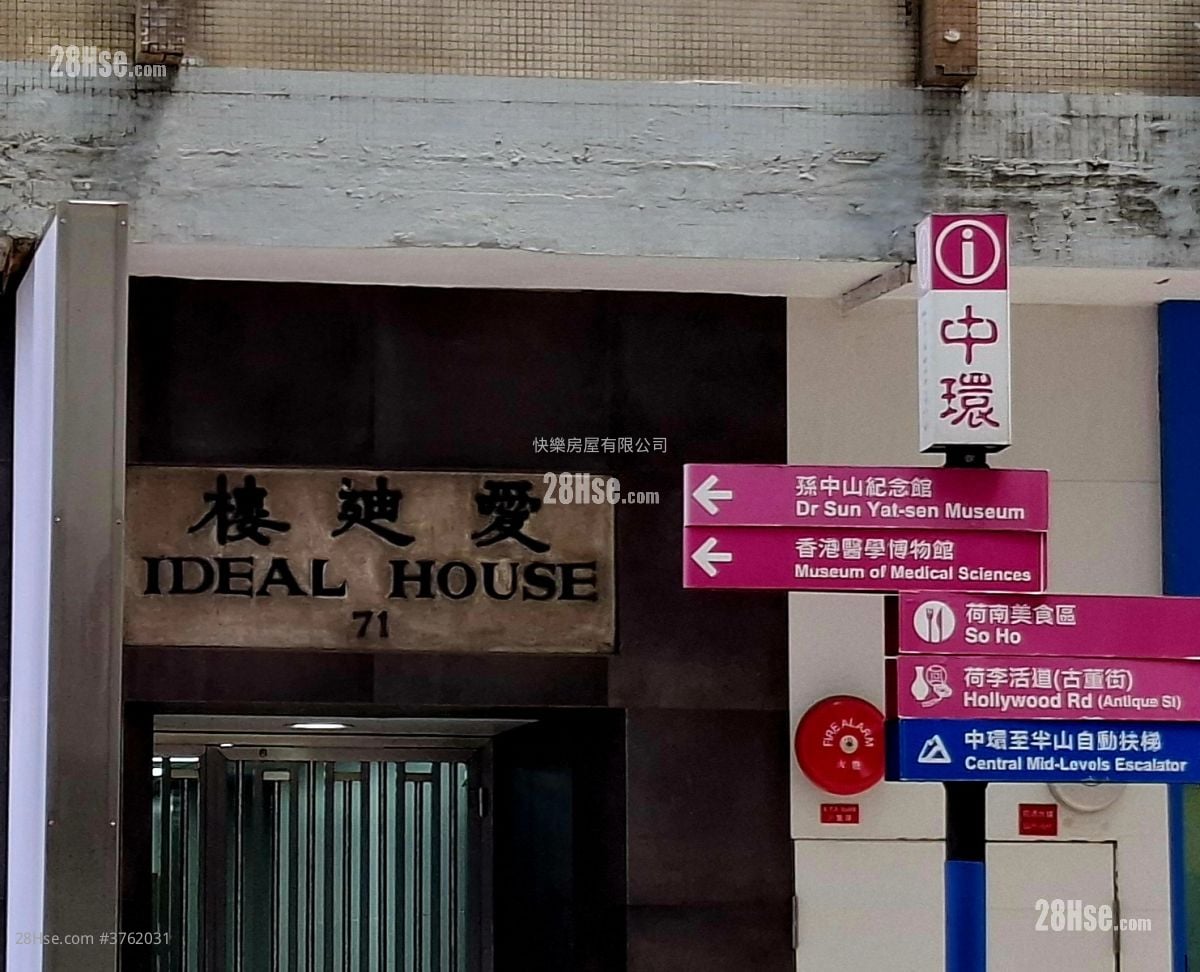 28Hse.com
i
中環
快樂房屋有限公司
28Hse.com
樓廸愛
IDEAL HOUSE
71
孫中山紀念館
Dr Sun Yat-sen Museum
香港醫學博物館
Museum of Medical Sciences
荷南美食區
So Ho
荷李活道(古董街)
Hollywood Rd (Antique St)
中環至半山自動扶梯
Central Mid-Levels Escalator
FIRE ALARM
火警
28Hse.com
28Hse.com #3762031